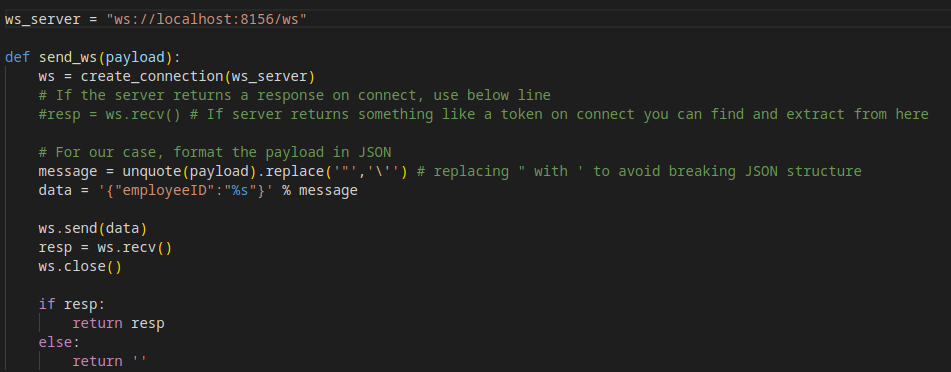 ws_server = "ws://localhost:8156/ws"
def send_ws(payload):
ws = create_connection(ws_server)
# If the server returns a response on connect, use below line
#resp = ws.recv() # If server returns something like a token on connect you can find and extract from here
# For our case, format the payload in JSON
message = unquote(payload).replace('"','\'') # replacing " with ' to avoid breaking JSON structure
data = '{"employeeID":"%s"}' % message
ws.send(data)
resp = ws.recv()
ws.close()
if resp:
return resp
else:
return ''